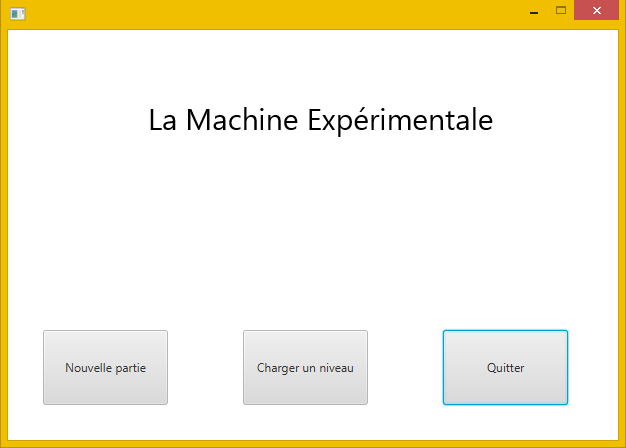 La Machine Expérimentale
Nouvelle partie
Charger un niveau
Quitter